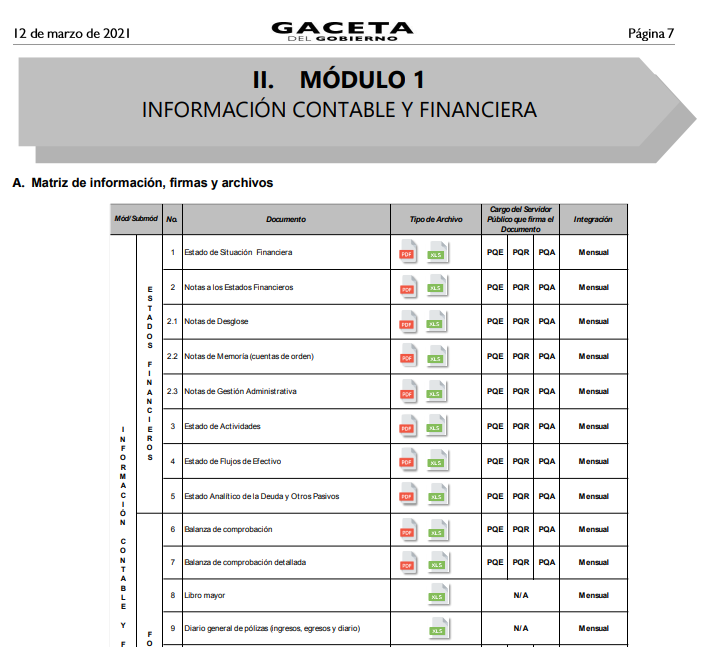 12 de marzo de 2021 GACETA DEL GOBIERNO Página 7
II. MÓDULO 1
INFORMACIÓN CONTABLE Y FINANCIERA
A. Matriz de información, firmas y archivos
Mód/Submód No. Documento Tipo de Archivo Cargo del Servidor Público que firma el Documento Integración
INFORMACIÓN CONTABLE Y F
ESTADOS FINANCIEROS
1 Estado de Situación Financiera PDF XLS PQE PQR PQA Mensual
2 Notas a los Estados Financieros PDF XLS PQE PQR PQA Mensual
2.1 Notas de Desglose PDF XLS PQE PQR PQA Mensual
2.2 Notas de Memoria (cuentas de orden) PDF XLS PQE PQR PQA Mensual
2.3 Notas de Gestión Administrativa PDF XLS PQE PQR PQA Mensual
3 Estado de Actividades PDF XLS PQE PQR PQA Mensual
4 Estado de Flujos de Efectivo PDF XLS PQE PQR PQA Mensual
5 Estado Analítico de la Deuda y Otros Pasivos PDF XLS PQE PQR PQA Mensual
FO
6 Balanza de comprobación PDF XLS PQE PQR PQA Mensual
7 Balanza de comprobación detallada PDF XLS PQE PQR PQA Mensual
8 Libro mayor XLS N/A Mensual
9 Diario general de pólizas (ingresos, egresos y diario) XLS N/A Mensual